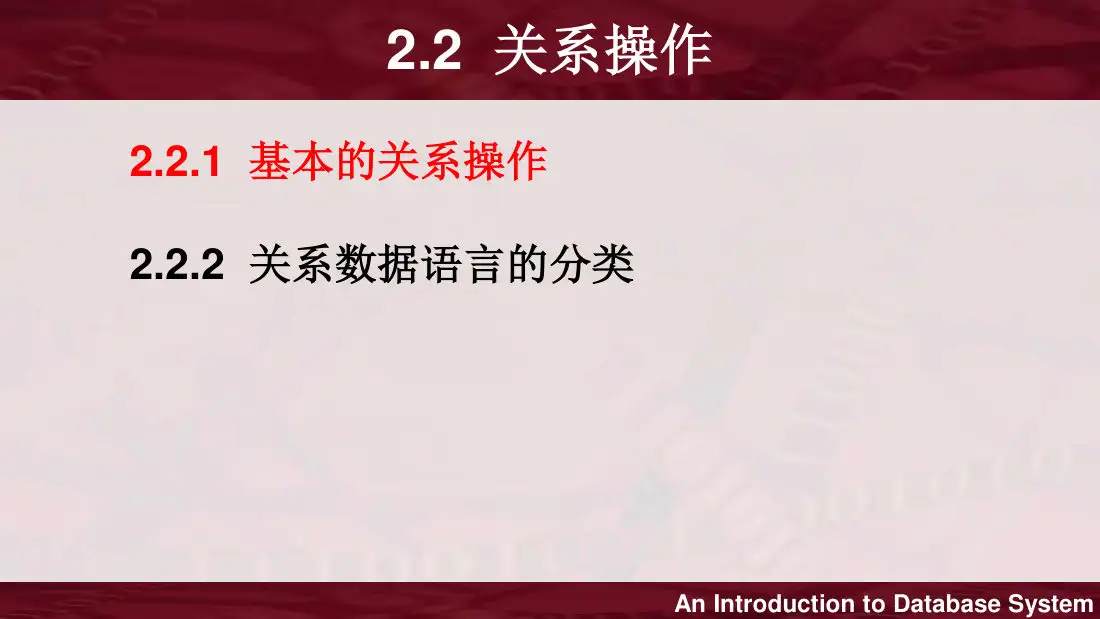 2.2 关系操作
2.2.1 基本的关系操作
2.2.2 关系数据语言的分类
An Introduction to Database System